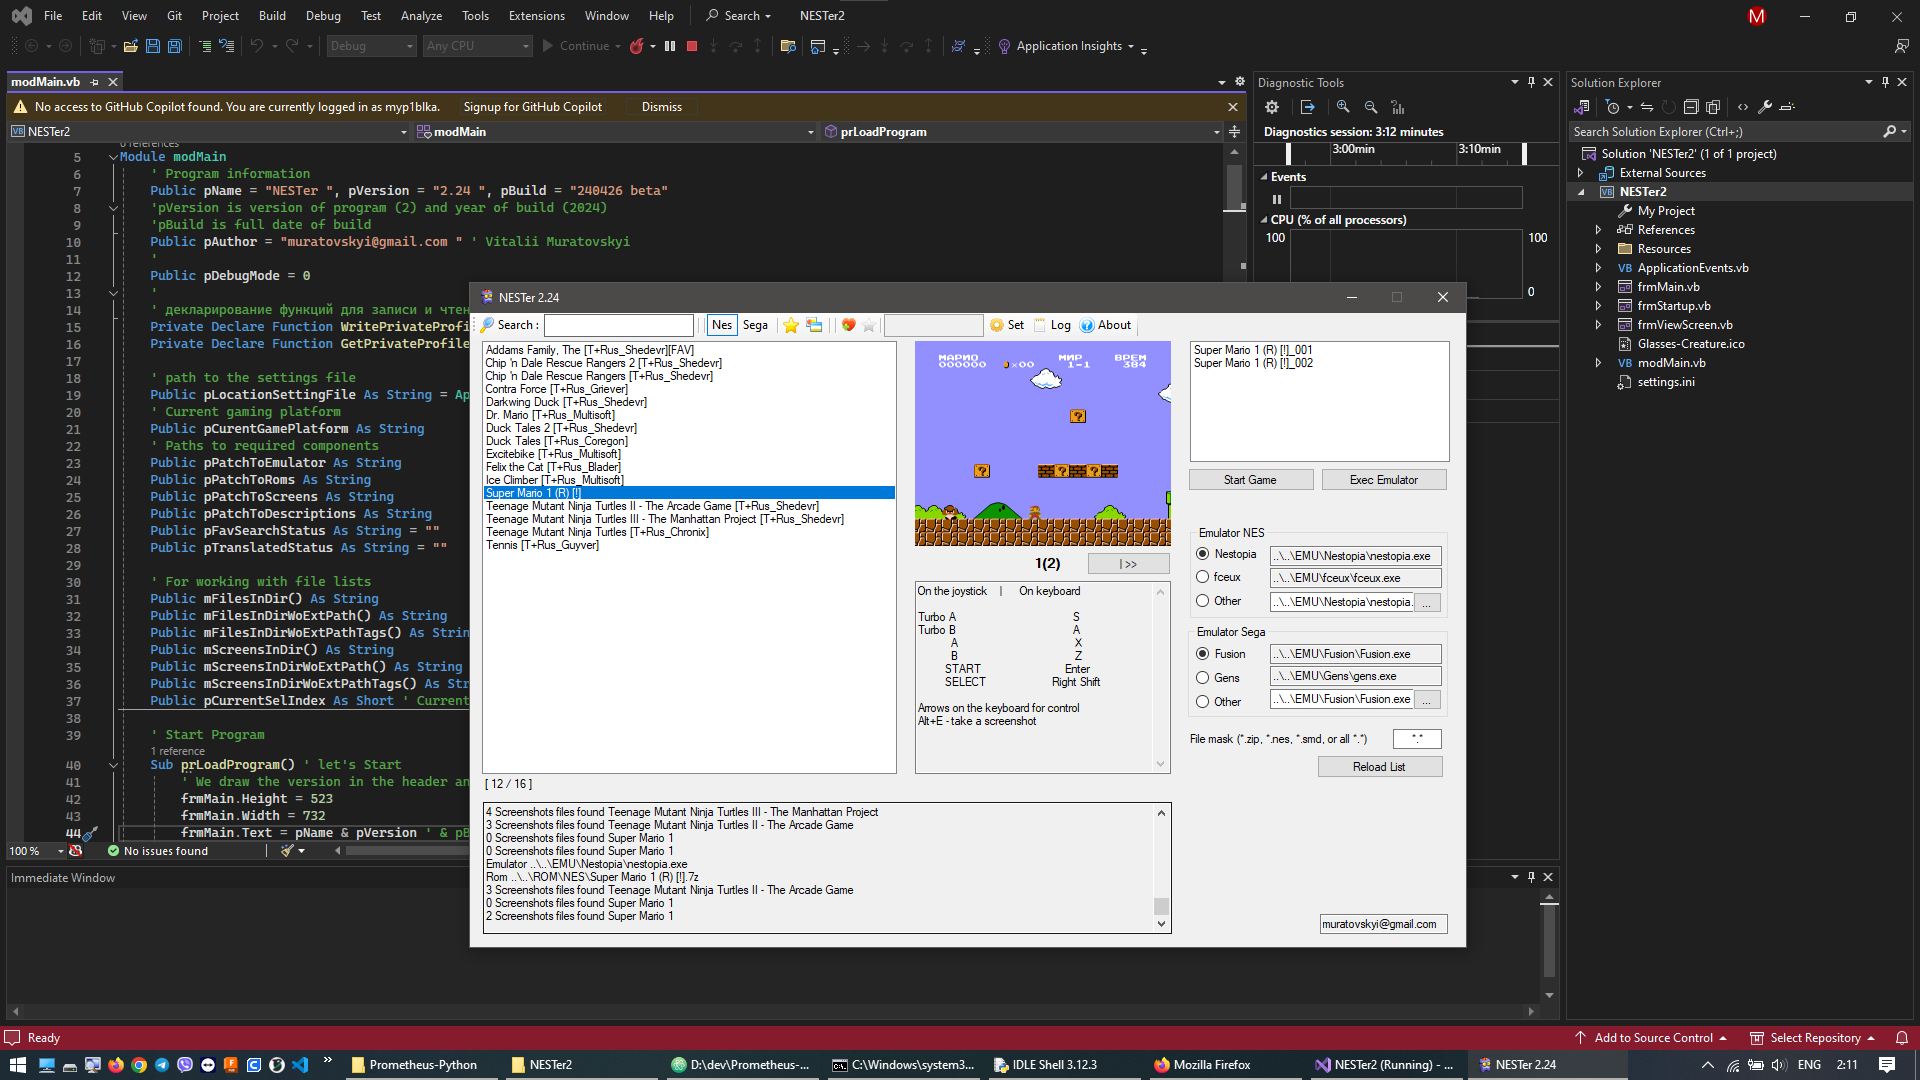 File Edit View Git Project Build Debug Test Analyze Tools Extensions Window Help Search NESTer2
M
Debug Any CPU Continue Application Insights
modMain.vb
No access to GitHub Copilot found. You are currently logged in as myp1blka. Signup for GitHub Copilot Dismiss
NESTer2 modMain prLoadProgram
0 references
5 Module modMain
6 ' Program information
7 Public pName = "NESTer ", pVersion = "2.24 ", pBuild = "240426 beta"
8 'pVersion is version of program (2) and year of build (2024)
9 'pBuild is full date of build
10 Public pAuthor = "muratovskyi@gmail.com " ' Vitalii Muratovskyi
11 '
12 Public pDebugMode = 0
13 '
14 ' декларирование функций для записи и чтен
15 Private Declare Function WritePrivateProfi
16 Private Declare Function GetPrivateProfile
17
18 ' path to the settings file
19 Public pLocationSettingFile As String = Ap
20 ' Current gaming platform
21 Public pCurentGamePlatform As String
22 ' Paths to required components
23 Public pPatchToEmulator As String
24 Public pPatchToRoms As String
25 Public pPatchToScreens As String
26 Public pPatchToDescriptions As String
27 Public pFavSearchStatus As String = ""
28 Public pTranslatedStatus As String = ""
29
30 ' For working with file lists
31 Public mFilesInDir() As String
32 Public mFilesInDirWoExtPath() As String
33 Public mFilesInDirWoExtPathTags() As Strin
34 Public mScreensInDir() As String
35 Public mScreensInDirWoExtPath() As String
36 Public mScreensInDirWoExtPathTags() As Str
37 Public pCurrentSelIndex As Short ' Current
38
39 ' Start Program
1 reference
40 Sub prLoadProgram() ' let's Start
41 ' We draw the version in the header an
42 frmMain.Height = 523
43 frmMain.Width = 732
44 frmMain.Text = pName & pVersion ' & pB
100 % No issues found
Immediate Window
NESTer 2.24
Search : Nes Sega Set Log About
Addams Family, The [T+Rus_Shedevr][FAV]
Chip 'n Dale Rescue Rangers 2 [T+Rus_Shedevr]
Chip 'n Dale Rescue Rangers [T+Rus_Shedevr]
Contra Force [T+Rus_Griever]
Darkwing Duck [T+Rus_Shedevr]
Dr. Mario [T+Rus_Multisoft]
Duck Tales 2 [T+Rus_Shedevr]
Duck Tales [T+Rus_Coregon]
Excitebike [T+Rus_Multisoft]
Felix the Cat [T+Rus_Blader]
Ice Climber [T+Rus_Multisoft]
Super Mario 1 (R) [!]
Teenage Mutant Ninja Turtles II - The Arcade Game [T+Rus_Shedevr]
Teenage Mutant Ninja Turtles III - The Manhattan Project [T+Rus_Shedevr]
Teenage Mutant Ninja Turtles [T+Rus_Chronix]
Tennis [T+Rus_Guyver]
[ 12 / 16 ]
МАРИО МИР ВРЕМ
000000 ×00 1-1 384
? ? ? ?
1(2) |>>
On the joystick | On keyboard
Turbo A S
Turbo B A
A X
B Z
START Enter
SELECT Right Shift
Arrows on the keyboard for control
Alt+E - take a screenshot
Super Mario 1 (R) [!]_001
Super Mario 1 (R) [!]_002
Start Game Exec Emulator
Emulator NES
Nestopia ..\..\EMU\Nestopia\nestopia.exe
fceux ..\..\EMU\fceux\fceux.exe
Other ..\..\EMU\Nestopia\nestopia. ...
Emulator Sega
Fusion ..\..\EMU\Fusion\Fusion.exe
Gens ..\..\EMU\Gens\gens.exe
Other ..\..\EMU\Fusion\Fusion.exe ...
File mask (*.zip, *.nes, *.smd, or all *.*) *.*
Reload List
4 Screenshots files found Teenage Mutant Ninja Turtles III - The Manhattan Project
3 Screenshots files found Teenage Mutant Ninja Turtles II - The Arcade Game
0 Screenshots files found Super Mario 1
0 Screenshots files found Super Mario 1
Emulator ..\..\EMU\Nestopia\nestopia.exe
Rom ..\..\ROM\NES\Super Mario 1 (R) [!].7z
3 Screenshots files found Teenage Mutant Ninja Turtles II - The Arcade Game
0 Screenshots files found Super Mario 1
2 Screenshots files found Super Mario 1
muratovskyi@gmail.com
Diagnostic Tools
Diagnostics session: 3:12 minutes
3:00min 3:10min
Events
CPU (% of all processors)
100 100
0
Solution Explorer
Search Solution Explorer (Ctrl+;)
Solution 'NESTer2' (1 of 1 project)
External Sources
NESTer2
My Project
References
Resources
ApplicationEvents.vb
frmMain.vb
frmStartup.vb
frmViewScreen.vb
Glasses-Creature.ico
modMain.vb
settings.ini
Ready Add to Source Control Select Repository
Prometheus-Python NESTer2 D:\dev\Prometheus-... C:\Windows\system3... IDLE Shell 3.12.3 Mozilla Firefox NESTer2 (Running) - ... NESTer 2.24 ENG 2:11